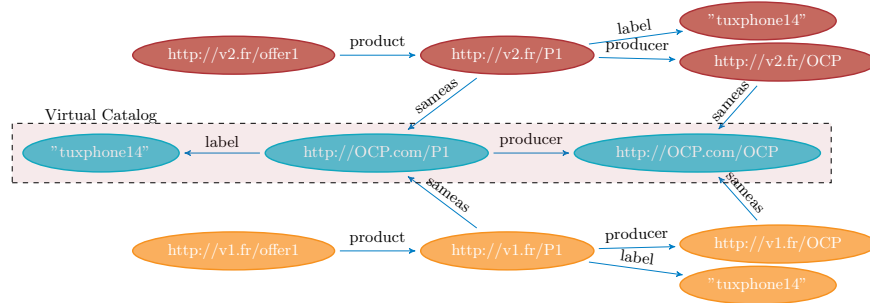 label
"tuxphone14"
http://v2.fr/offer1
product
http://v2.fr/P1
producer
http://v2.fr/OCP
sameas
sameas
Virtual Catalog
"tuxphone14"
label
http://OCP.com/P1
producer
http://OCP.com/OCP
sameas
sameas
http://v1.fr/offer1
product
http://v1.fr/P1
producer
http://v1.fr/OCP
label
"tuxphone14"